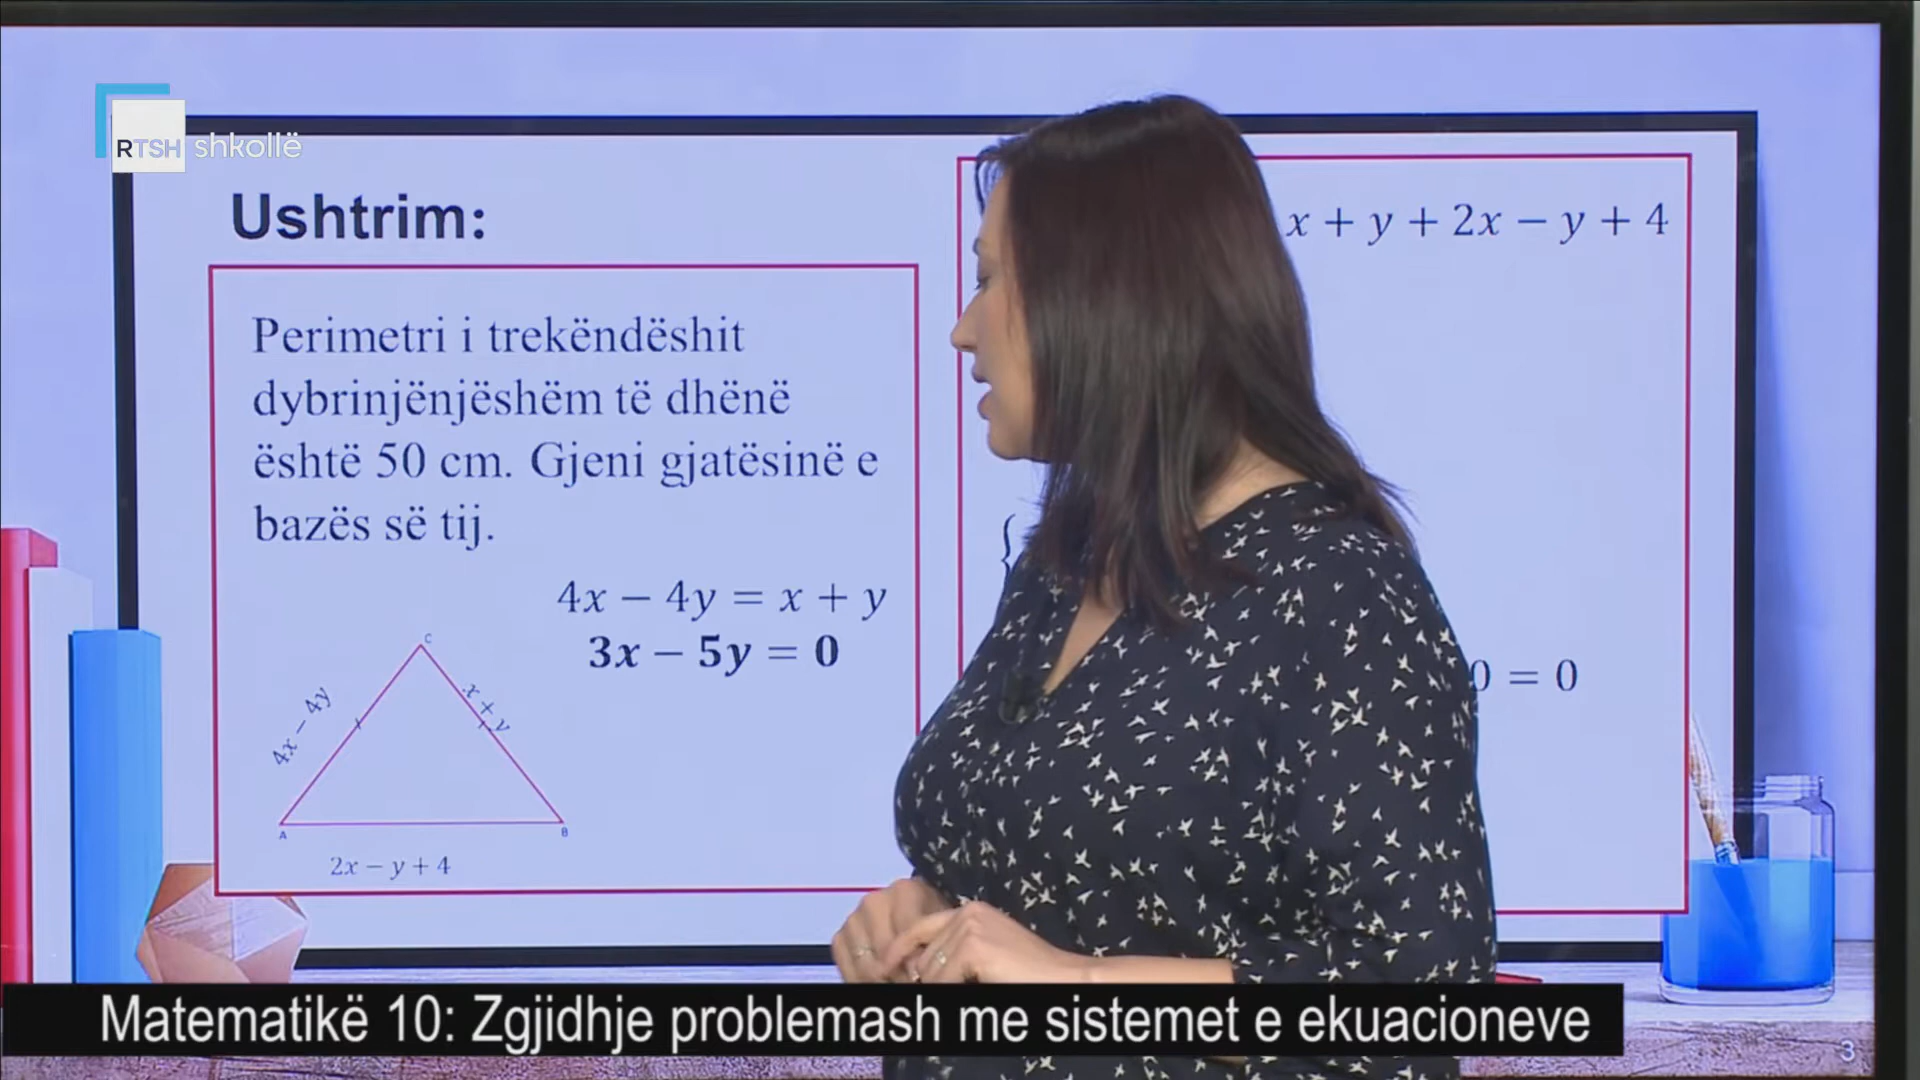 RTSH shkollë
Ushtrim:
Perimetri i trekëndëshit
dybrinjënjëshëm të dhënë
është 50 cm. Gjeni gjatësinë e
bazës së tij.
4x − 4y = x + y
3x − 5y = 0
C
4x − 4y
x + y
A
B
2x − y + 4
x + y + 2x − y + 4
{
0 = 0
Matematikë 10: Zgjidhje problemash me sistemet e ekuacioneve
3